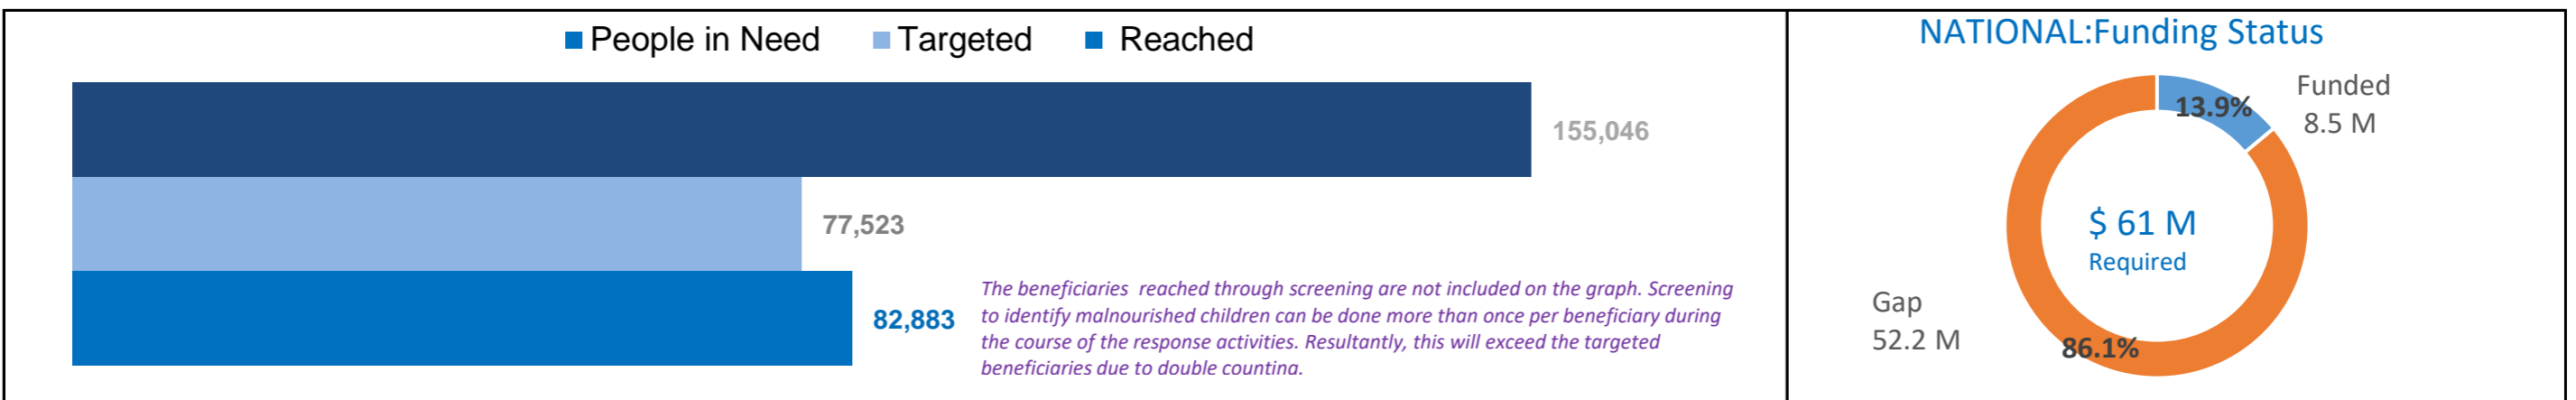 People in Need Targeted Reached
155,046
77,523
82,883
The beneficiaries reached through screening are not included on the graph. Screening
to identify malnourished children can be done more than once per beneficiary during
the course of the response activities. Resultantly, this will exceed the targeted
beneficiaries due to double countina.
NATIONAL:Funding Status
Funded
8.5 M
13.9%
$ 61 M
Required
Gap
52.2 M
86.1%